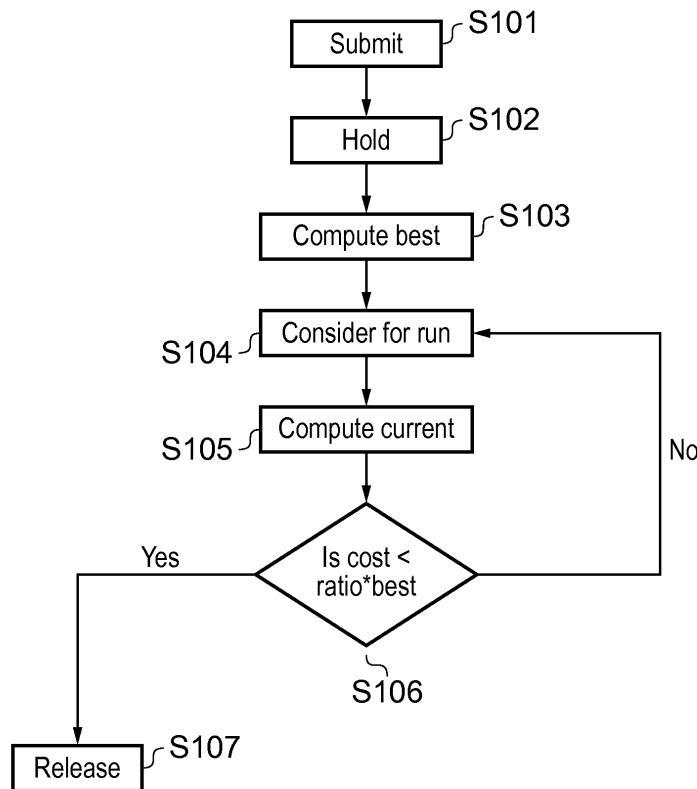 Submit
S101
Hold
S102
Compute best
S103
Consider for run
S104
Compute current
S105
No
Yes
Is cost <
ratio*best
S106
Release
S107